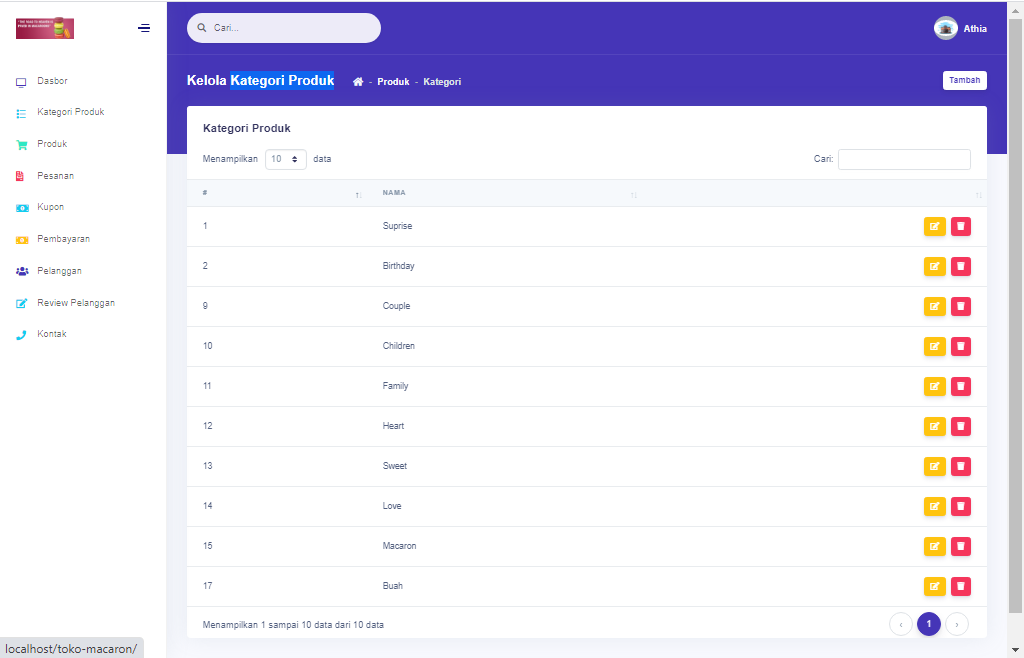 Cari...
Athia
Dasbor
Kategori Produk
Produk
Pesanan
Kupon
Pembayaran
Pelanggan
Review Pelanggan
Kontak
Kelola Kategori Produk
- Produk - Kategori
Tambah
Kategori Produk
Menampilkan 10 data
Cari:
# NAMA
1 Suprise
2 Birthday
9 Couple
10 Children
11 Family
12 Heart
13 Sweet
14 Love
15 Macaron
17 Buah
Menampilkan 1 sampai 10 data dari 10 data
‹ 1 ›
localhost/toko-macaron/